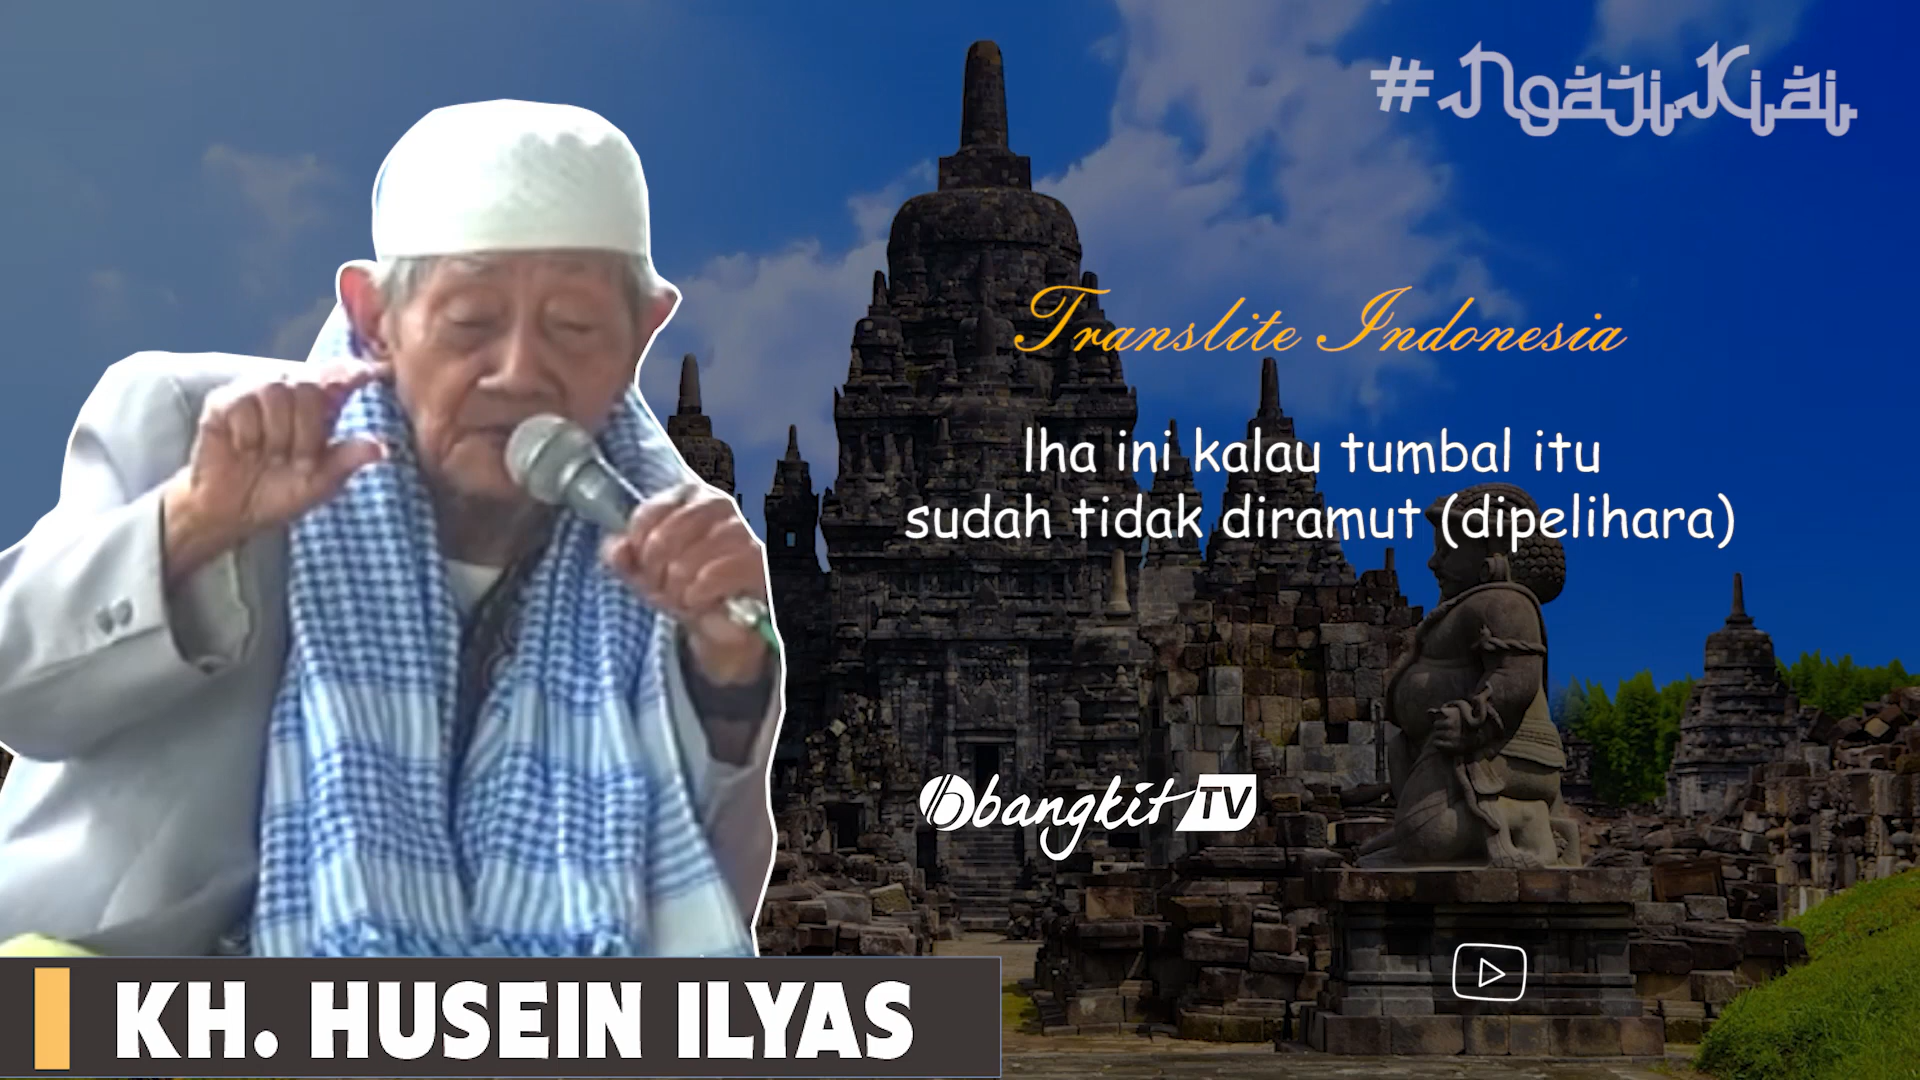 #NgajiKiai
Translite Indonesia
lha ini kalau tumbal itu
sudah tidak diramut (dipelihara)
bangkit TV
KH. HUSEIN ILYAS